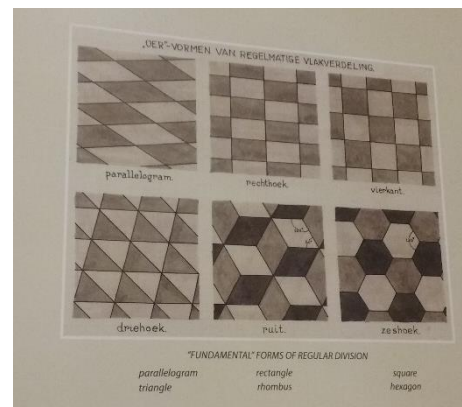 „OER"-VORMEN VAN REGELMATIGE VLAKVERDELING.
parallelogram.
rechthoek.
vierkant.
driehoek.
ruit.
zeshoek.
"FUNDAMENTAL" FORMS OF REGULAR DIVISION
parallelogram rectangle square
triangle rhombus hexagon